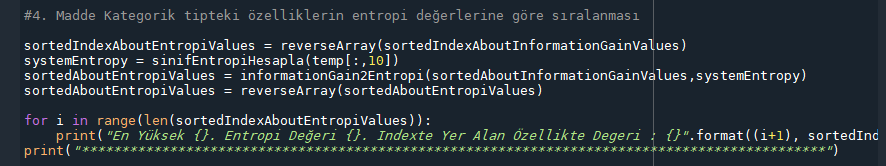 #4. Madde Kategorik tipteki özelliklerin entropi değerlerine göre sıralanması
sortedIndexAboutEntropiValues = reverseArray(sortedIndexAboutInformationGainValues)
systemEntropy = sinifEntropiHesapla(temp[:,10])
sortedAboutEntropiValues = informationGain2Entropi(sortedAboutInformationGainValues,systemEntropy)
sortedAboutEntropiValues = reverseArray(sortedAboutEntropiValues)
for i in range(len(sortedIndexAboutEntropiValues)):
print("En Yüksek {}. Entropi Değeri {}. Indexte Yer Alan Özellikte Degeri : {}".format((i+1), sortedInd
print("*******************************************************************************************")